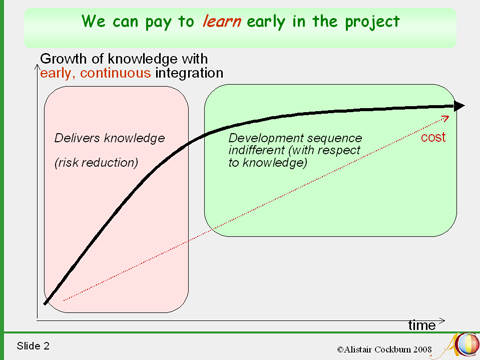 We can pay to learn early in the project
Growth of knowledge with
early, continuous integration
Delivers knowledge
(risk reduction)
Development sequence
indifferent (with respect
to knowledge)
cost
time
Slide 2
©Alistair Cockburn 2008